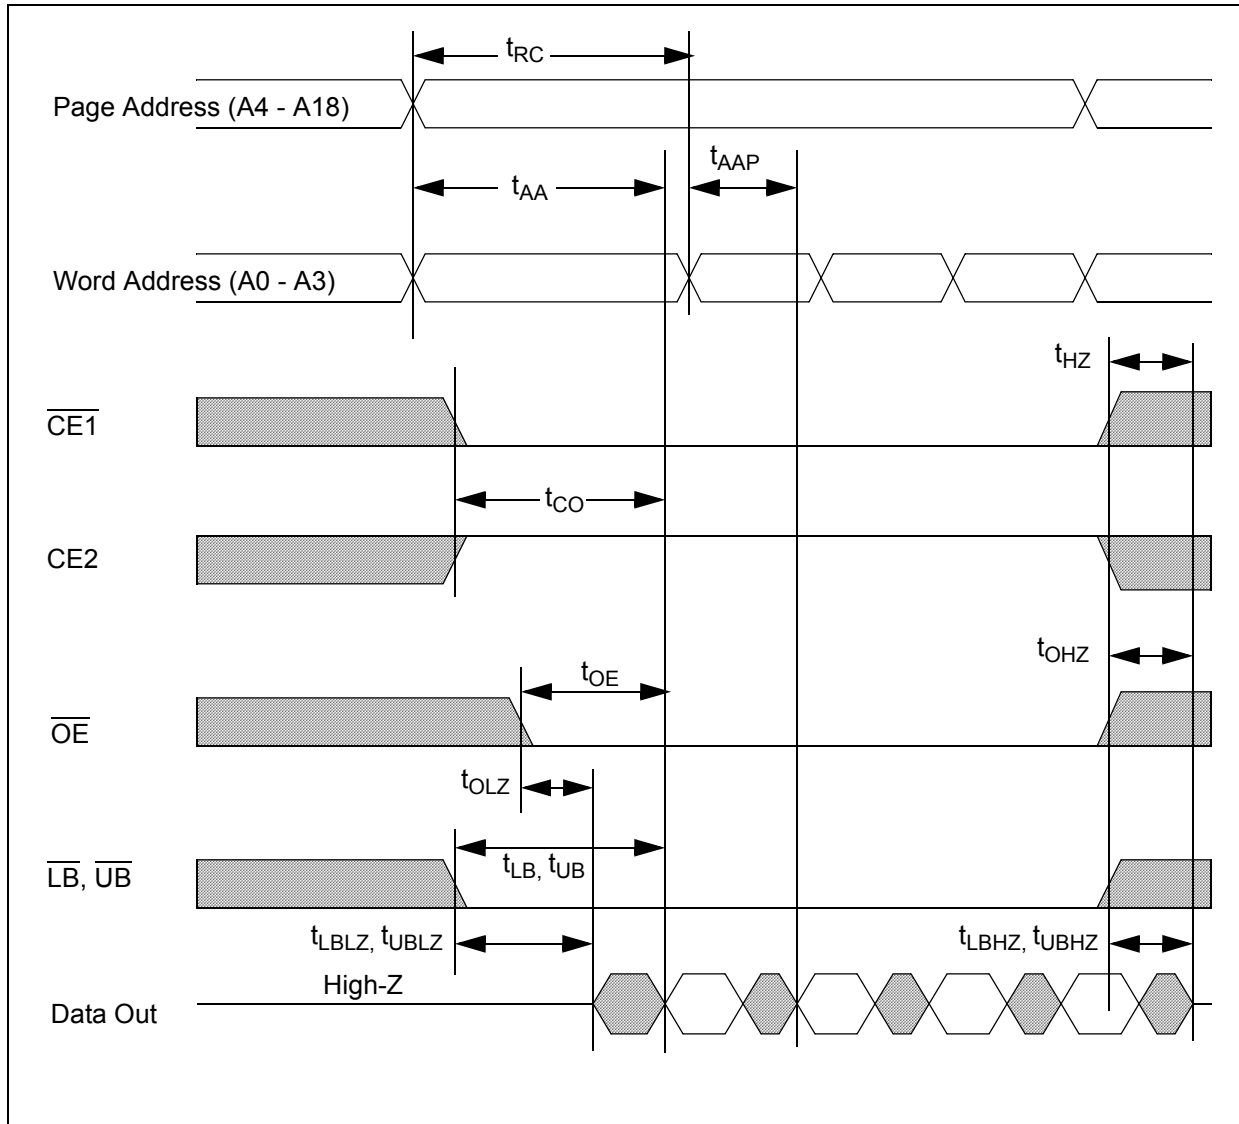 tRC
Page Address (A4 - A18)
tAAP
tAA
Word Address (A0 - A3)
tHZ
CE1
tCO
CE2
tOHZ
tOE
OE
tOLZ
LB, UB
tLB, tUB
tLBLZ, tUBLZ
tLBHZ, tUBHZ
High-Z
Data Out